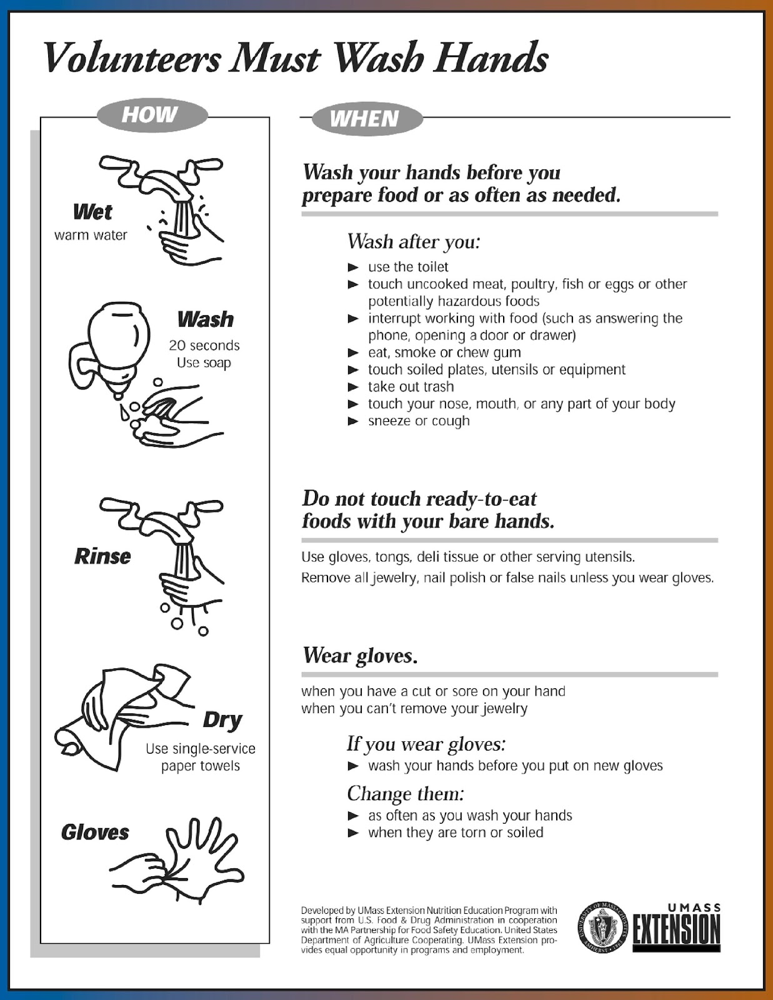 Volunteers Must Wash Hands
HOW
Wet
warm water
Wash
20 seconds
Use soap
Rinse
Dry
Use single-service
paper towels
Gloves
WHEN
Wash your hands before you
prepare food or as often as needed.
Wash after you:
► use the toilet
► touch uncooked meat, poultry, fish or eggs or other
potentially hazardous foods
► interrupt working with food (such as answering the
phone, opening a door or drawer)
► eat, smoke or chew gum
► touch soiled plates, utensils or equipment
► take out trash
► touch your nose, mouth, or any part of your body
► sneeze or cough
Do not touch ready-to-eat
foods with your bare hands.
Use gloves, tongs, deli tissue or other serving utensils.
Remove all jewelry, nail polish or false nails unless you wear gloves.
Wear gloves.
when you have a cut or sore on your hand
when you can't remove your jewelry
If you wear gloves:
► wash your hands before you put on new gloves
Change them:
► as often as you wash your hands
► when they are torn or soiled
Developed by UMass Extension Nutrition Education Program with
support from U.S. Food & Drug Administration in cooperation
with the MA Partnership for Food Safety Education. United States
Department of Agriculture Cooperating. UMass Extension pro-
vides equal opportunity in programs and employment.
UNIVERSITY OF MASSACHUSETTS
AMHERST • 1863
UMASS
EXTENSION